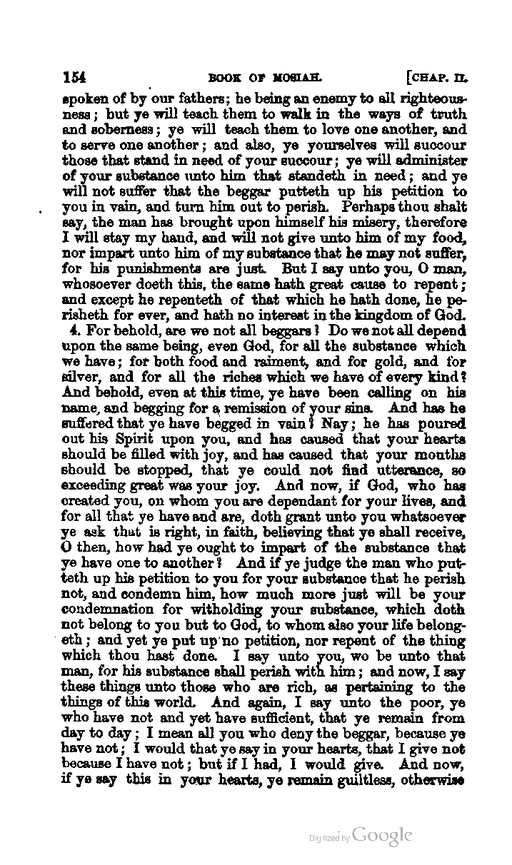 154 BOOK OF MOSIAH. [CHAP. II.
spoken of by our fathers; he being an enemy to all righteous-
ness; but ye will teach them to walk in the ways of truth
and soberness; ye will teach them to love one another, and
to serve one another; and also, ye yourselves will succour
those that stand in need of your succour; ye will administer
of your substance unto him that standeth in need; and ye
will not suffer that the beggar putteth up his petition to
you in vain, and turn him out to perish. Perhaps thou shalt
say, the man has brought upon himself his misery, therefore
I will stay my hand, and will not give unto him of my food,
nor impart unto him of my substance that he may not suffer,
for his punishments are just. But I say unto you, O man,
whosoever doeth this, the same hath great cause to repent;
and except he repenteth of that which he hath done, he pe-
risheth for ever, and hath no interest in the kingdom of God.
4. For behold, are we not all beggars? Do we not all depend
upon the same being, even God, for all the substance which
we have; for both food and raiment, and for gold, and for
silver, and for all the riches which we have of every kind?
And behold, even at this time, ye have been calling on his
name, and begging for a remission of your sins. And has he
suffered that ye have begged in vain? Nay; he has poured
out his Spirit upon you, and has caused that your hearts
should be filled with joy, and has caused that your mouths
should be stopped, that ye could not find utterance, so
exceeding great was your joy. And now, if God, who has
created you, on whom you are dependant for your lives, and
for all that ye have and are, doth grant unto you whatsoever
ye ask that is right, in faith, believing that ye shall receive,
O then, how had ye ought to impart of the substance that
ye have one to another? And if ye judge the man who put-
teth up his petition to you for your substance that he perish
not, and condemn him, how much more just will be your
condemnation for witholding your substance, which doth
not belong to you but to God, to whom also your life belong-
eth; and yet ye put up no petition, nor repent of the thing
which thou hast done. I say unto you, wo be unto that
man, for his substance shall perish with him; and now, I say
these things unto those who are rich, as pertaining to the
things of this world. And again, I say unto the poor, ye
who have not and yet have sufficient, that ye remain from
day to day; I mean all you who deny the beggar, because ye
have not; I would that ye say in your hearts, that I give not
because I have not; but if I had, I would give. And now,
if ye say this in your hearts, ye remain guiltless, otherwise
Digitized by Google